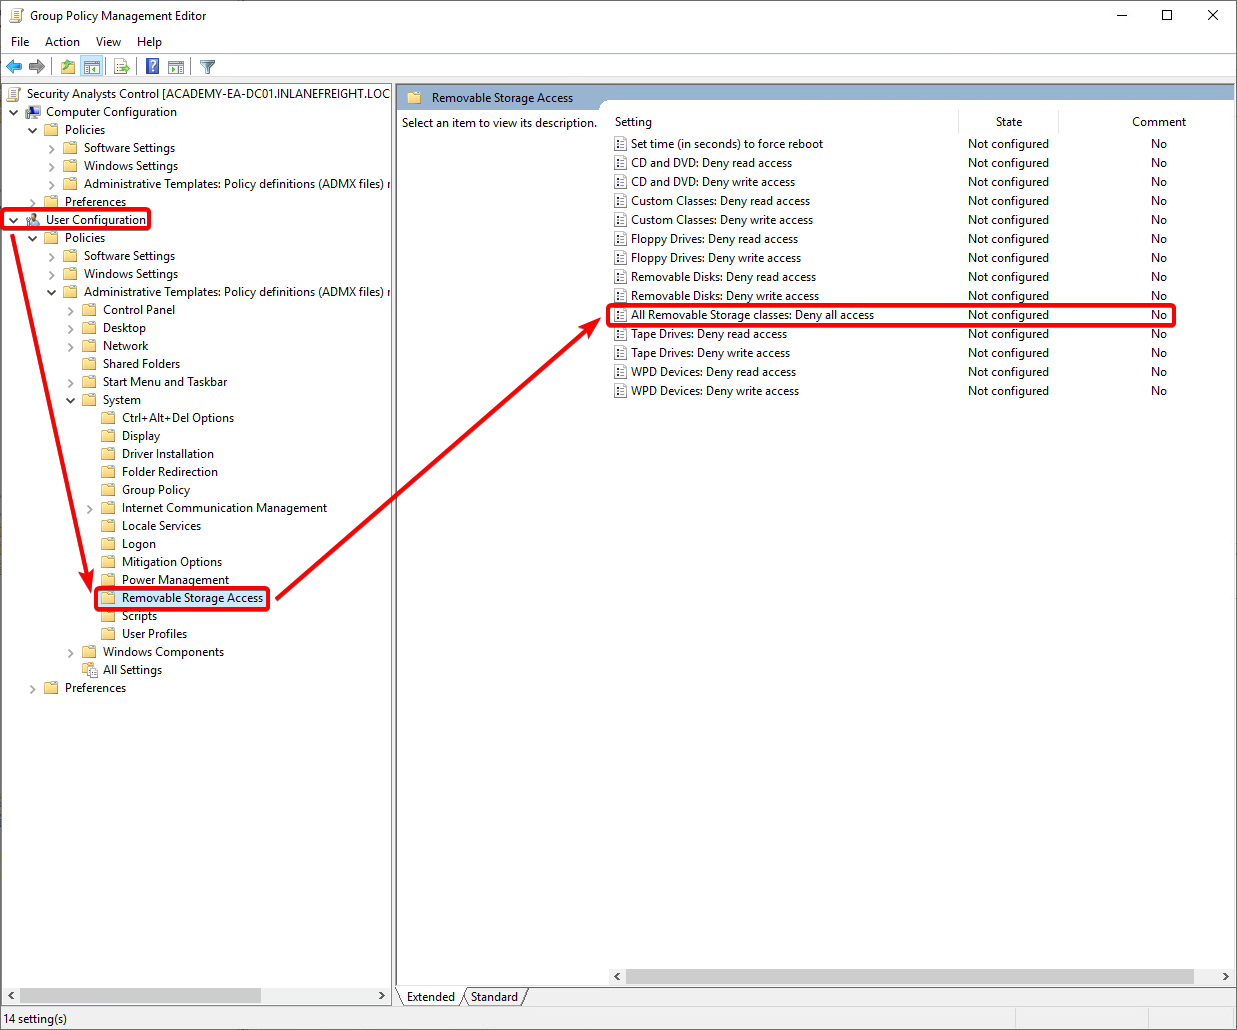 Group Policy Management Editor
File Action View Help
Security Analysts Control [ACADEMY-EA-DC01.INLANEFREIGHT.LOC
Computer Configuration
Policies
Software Settings
Windows Settings
Administrative Templates: Policy definitions (ADMX files) r
Preferences
User Configuration
Policies
Software Settings
Windows Settings
Administrative Templates: Policy definitions (ADMX files) r
Control Panel
Desktop
Network
Shared Folders
Start Menu and Taskbar
System
Ctrl+Alt+Del Options
Display
Driver Installation
Folder Redirection
Group Policy
Internet Communication Management
Locale Services
Logon
Mitigation Options
Power Management
Removable Storage Access
Scripts
User Profiles
Windows Components
All Settings
Preferences
Removable Storage Access
Select an item to view its description.
Setting State Comment
Set time (in seconds) to force reboot Not configured No
CD and DVD: Deny read access Not configured No
CD and DVD: Deny write access Not configured No
Custom Classes: Deny read access Not configured No
Custom Classes: Deny write access Not configured No
Floppy Drives: Deny read access Not configured No
Floppy Drives: Deny write access Not configured No
Removable Disks: Deny read access Not configured No
Removable Disks: Deny write access Not configured No
All Removable Storage classes: Deny all access Not configured No
Tape Drives: Deny read access Not configured No
Tape Drives: Deny write access Not configured No
WPD Devices: Deny read access Not configured No
WPD Devices: Deny write access Not configured No
Extended Standard
14 setting(s)